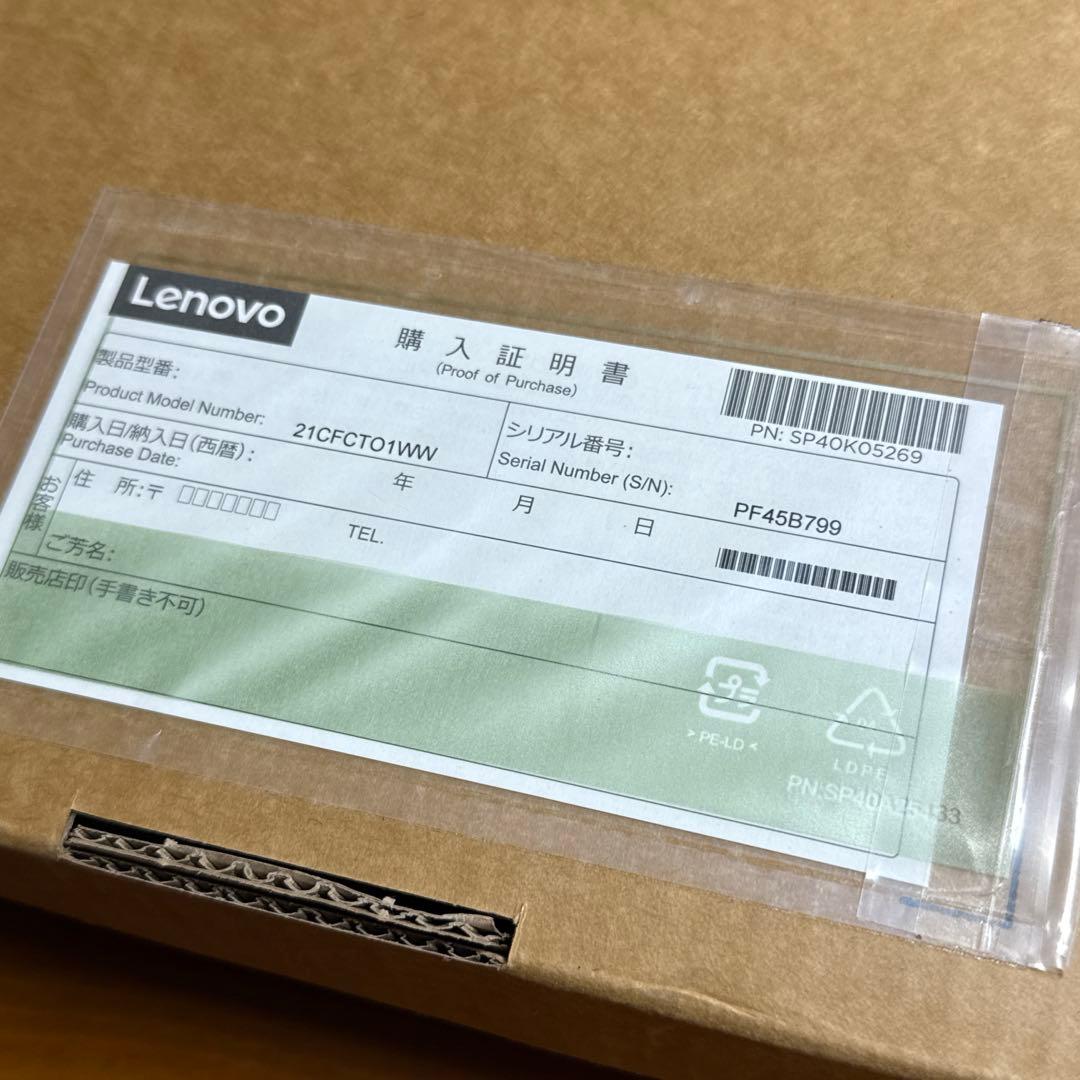 Lenovo
購入証明書
(Proof of Purchase)
PN: SP40K05269
製品型番:
Product Model Number:
21CFCTO1WW
シリアル番号:
Serial Number (S/N):
PF45B799
購入日/納入日(西暦):
Purchase Date:
年 月 日
お客様
住 所:〒
TEL.
ご芳名:
販売店印(手書き不可)
PE-LD
LDPE